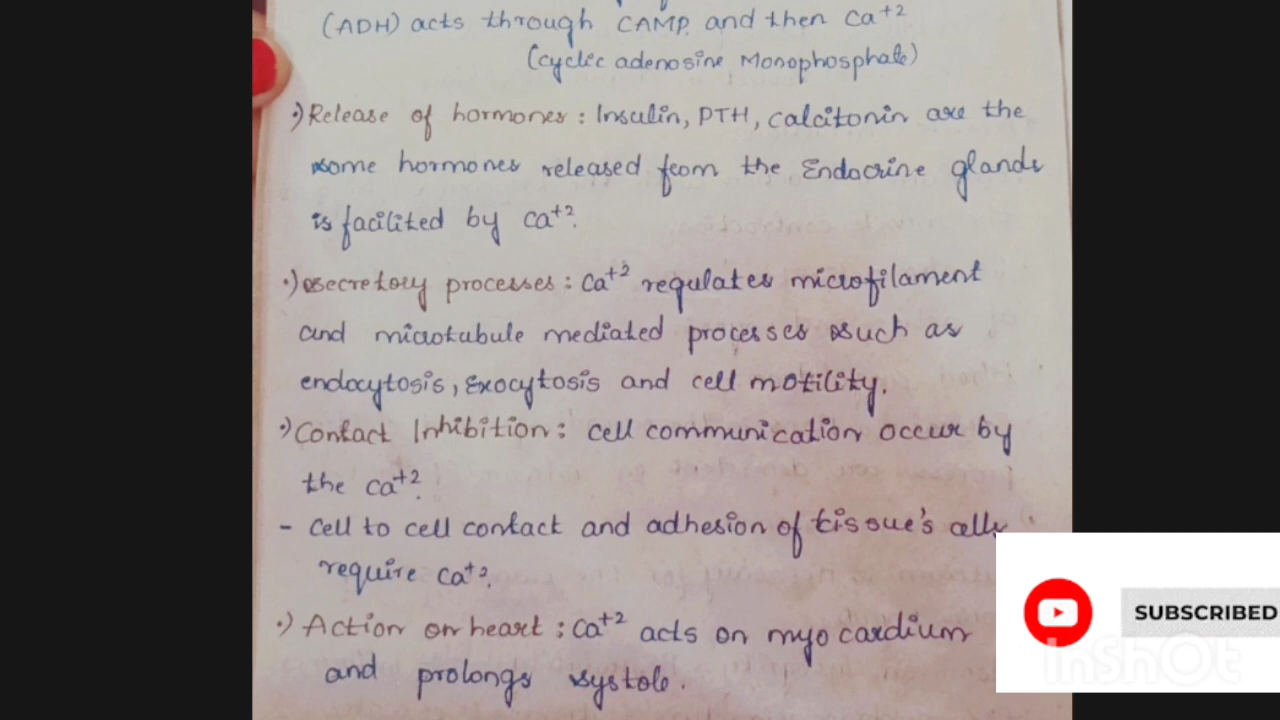 (ADH) acts through CAMP. and then Ca+2
(cyclic adenosine Monophosphate)
•) Release of hormones : Insulin, PTH, calcitonin are the
some hormones released from the Endocrine glands
is facilited by Ca+2.
•) secretory processes : Ca+2 regulates microfilament
and microtubule mediated processes such as
endocytosis, Exocytosis and cell motility.
•) Contact Inhibition : cell communication occur by
the Ca+2.
- Cell to cell contact and adhesion of tissue's cells
require Ca+2.
•) Action on heart : Ca+2 acts on myocardium
and prolongs systole.
SUBSCRIBED
InShOt